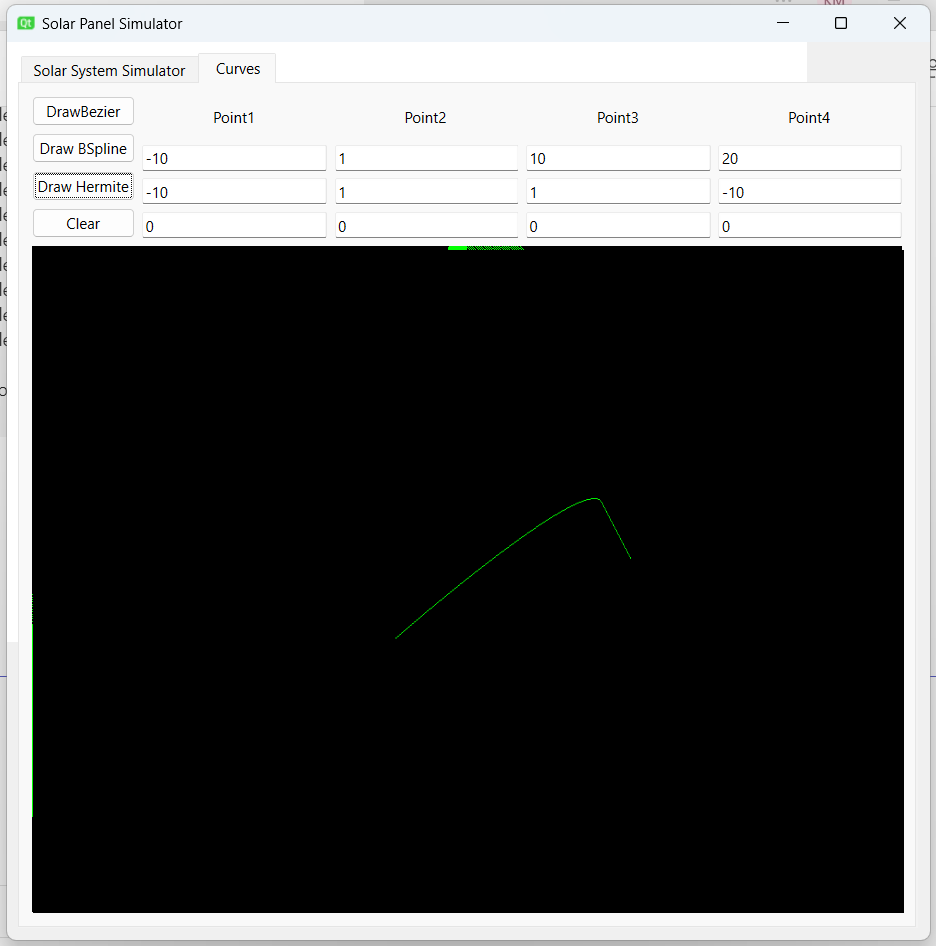 Qt Solar Panel Simulator
Solar System Simulator Curves
DrawBezier Point1 Point2 Point3 Point4
Draw BSpline -10 1 10 20
Draw Hermite -10 1 1 -10
Clear 0 0 0 0